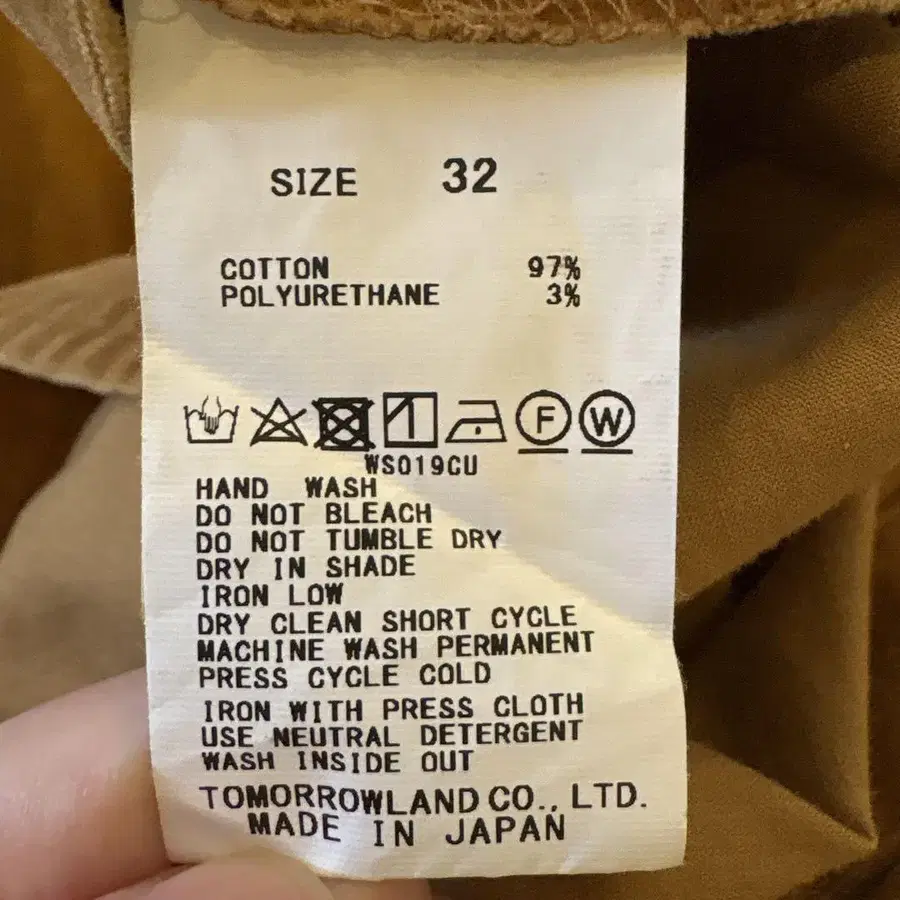 SIZE 32
COTTON 97%
POLYURETHANE 3%
F W
WS019CU
HAND WASH
DO NOT BLEACH
DO NOT TUMBLE DRY
DRY IN SHADE
IRON LOW
DRY CLEAN SHORT CYCLE
MACHINE WASH PERMANENT
PRESS CYCLE COLD
IRON WITH PRESS CLOTH
USE NEUTRAL DETERGENT
WASH INSIDE OUT
TOMORROWLAND CO., LTD.
MADE IN JAPAN